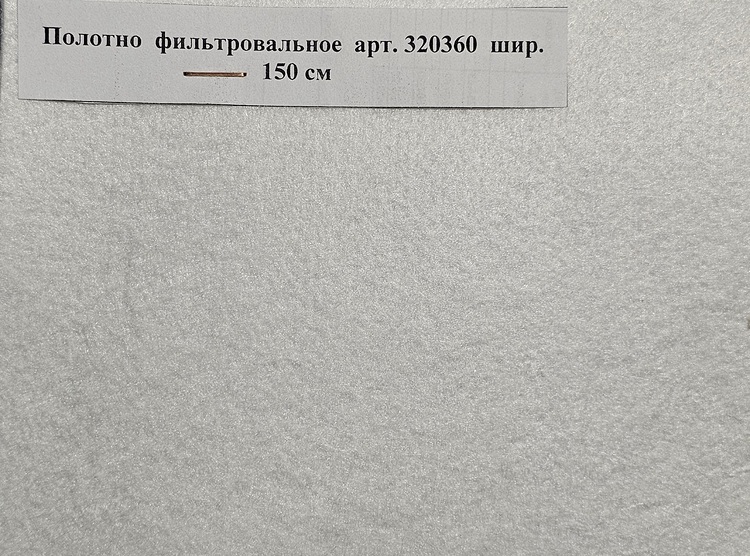 Полотно фильтровальное арт. 320360 шир.
150 см